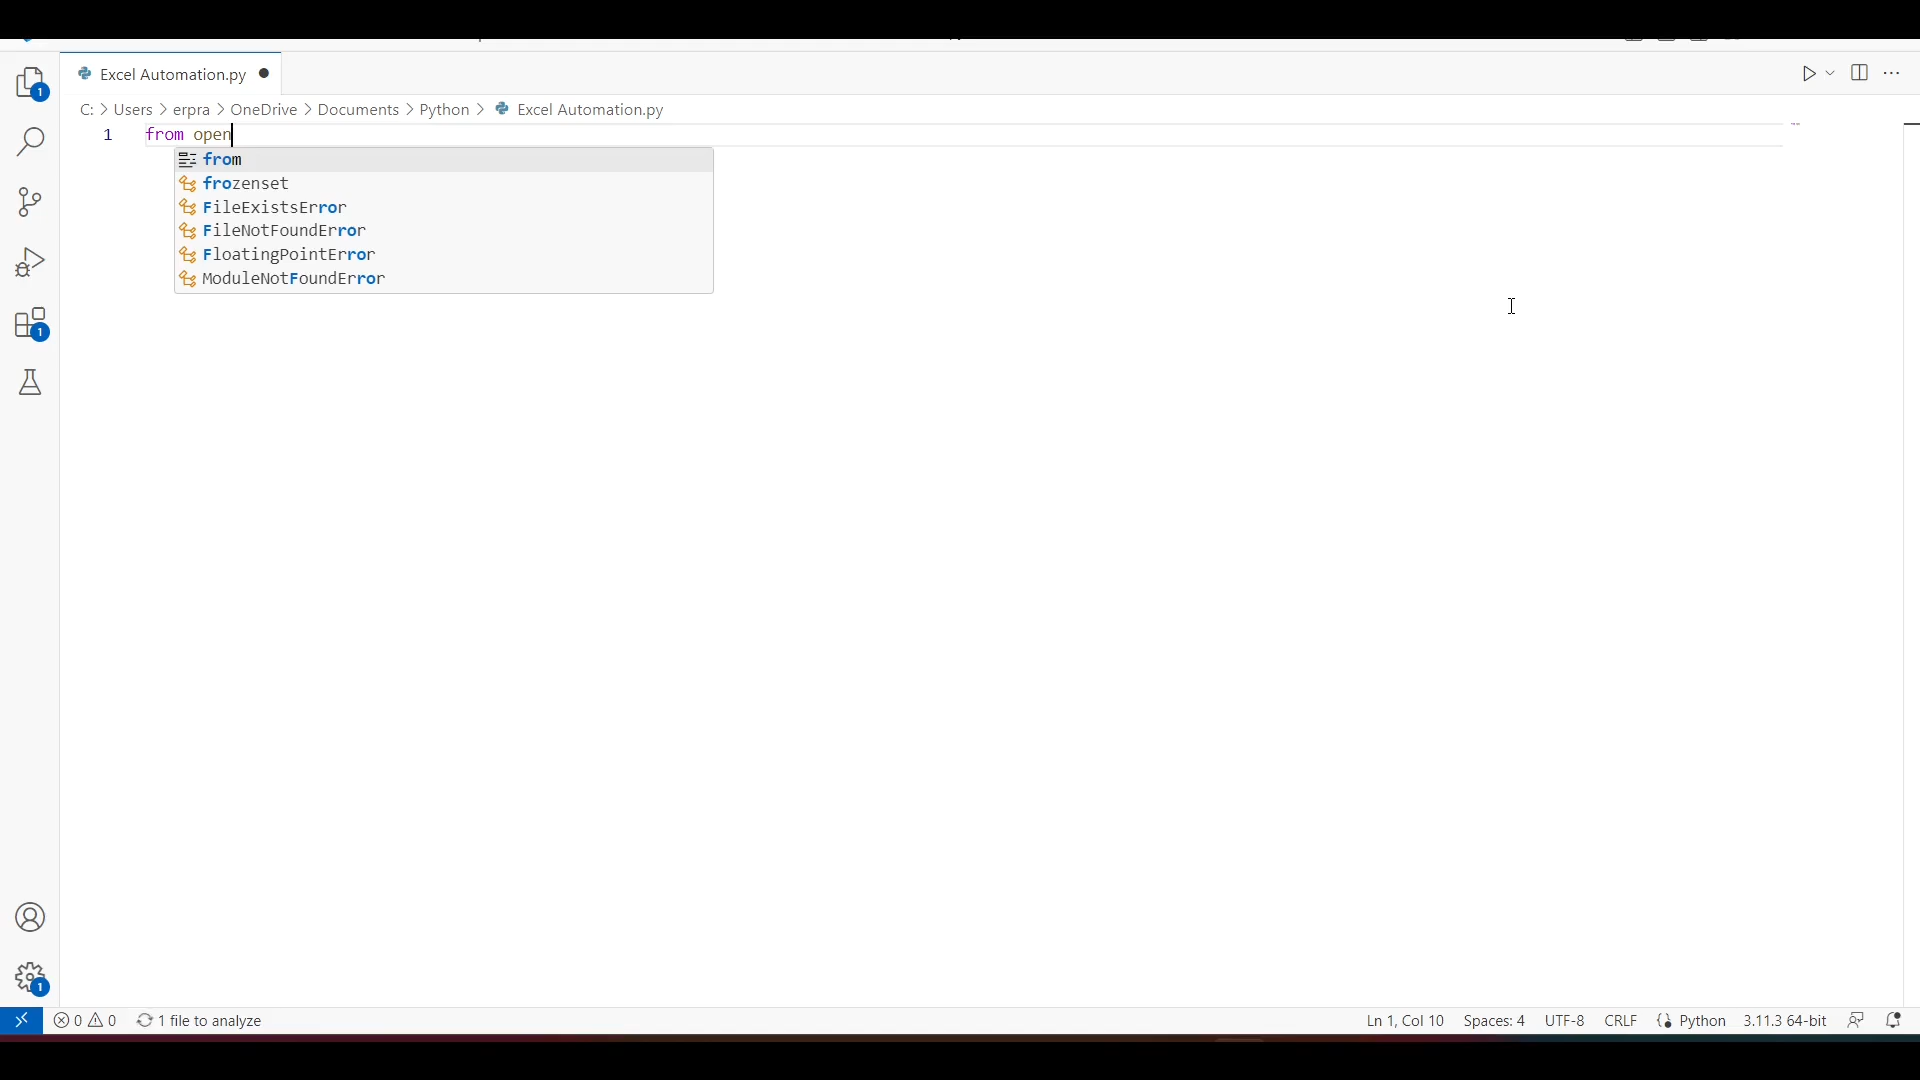 Excel Automation.py
C: > Users > erpra > OneDrive > Documents > Python > Excel Automation.py
1 from open
from
frozenset
FileExistsError
FileNotFoundError
FloatingPointError
ModuleNotFoundError
1
1
1
0 0 1 file to analyze
Ln 1, Col 10 Spaces: 4 UTF-8 CRLF Python 3.11.3 64-bit